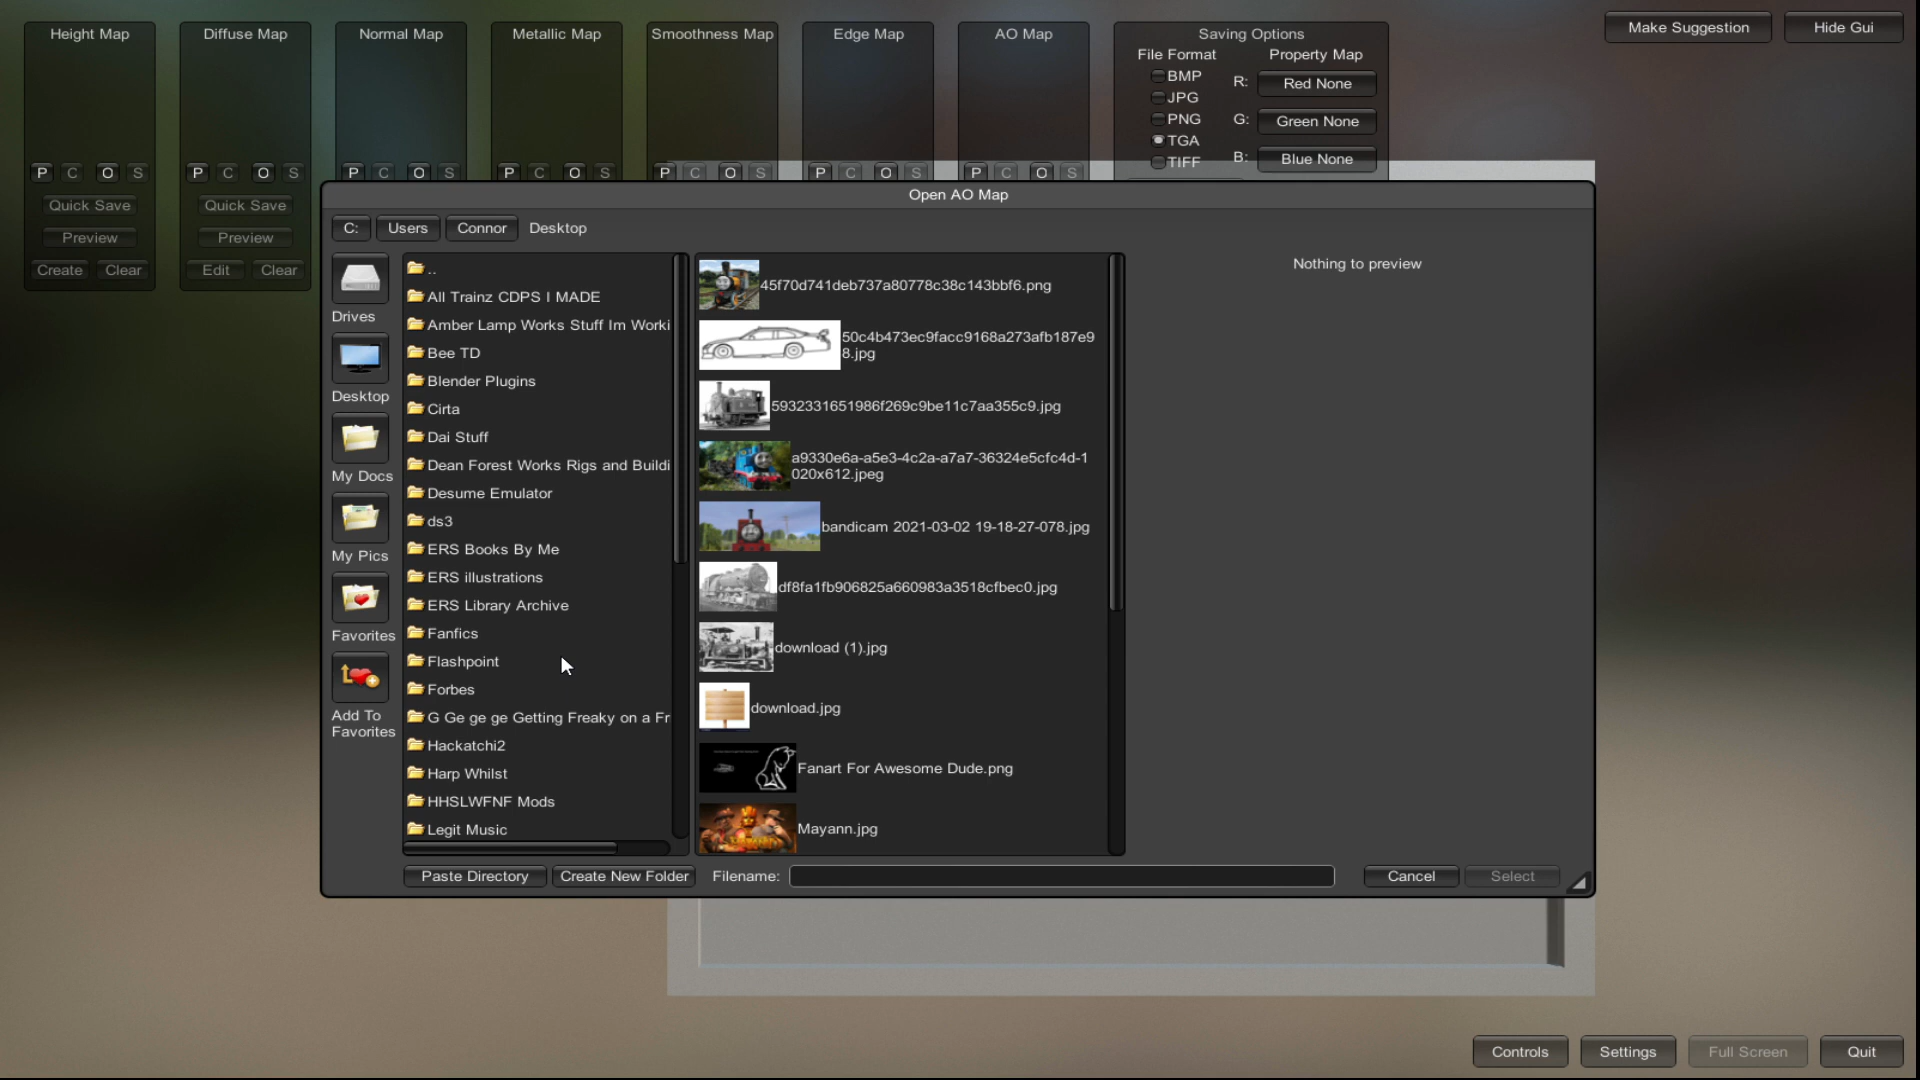 Height Map
Diffuse Map
Normal Map
Metallic Map
Smoothness Map
Edge Map
AO Map
Saving Options
Make Suggestion
Hide Gui
File Format
Property Map
BMP
JPG
PNG
TGA
TIFF
R: Red None
G: Green None
B: Blue None
P C O S
P C O S
P C O S
P C O S
P C O S
P C O S
P C O S
Quick Save
Preview
Create Clear
Quick Save
Preview
Edit Clear
Open AO Map
C: Users Connor Desktop
Drives
Desktop
My Docs
My Pics
Favorites
Add To
Favorites
..
All Trainz CDPS I MADE
Amber Lamp Works Stuff Im Worki
Bee TD
Blender Plugins
Cirta
Dai Stuff
Dean Forest Works Rigs and Buildi
Desume Emulator
ds3
ERS Books By Me
ERS illustrations
ERS Library Archive
Fanfics
Flashpoint
Forbes
G Ge ge ge Getting Freaky on a Fr
Hackatchi2
Harp Whilst
HHSLWFNF Mods
Legit Music
45f70d741deb737a80778c38c143bbf6.png
50c4b473ec9facc9168a273afb187e9
8.jpg
5932331651986f269c9be11c7aa355c9.jpg
a9330e6a-a5e3-4c2a-a7a7-36324e5cfc4d-1
020x612.jpeg
bandicam 2021-03-02 19-18-27-078.jpg
df8fa1fb906825a660983a3518cfbec0.jpg
download (1).jpg
download.jpg
Fanart For Awesome Dude.png
Mayann.jpg
Nothing to preview
Paste Directory
Create New Folder
Filename:
Cancel
Select
Controls
Settings
Full Screen
Quit